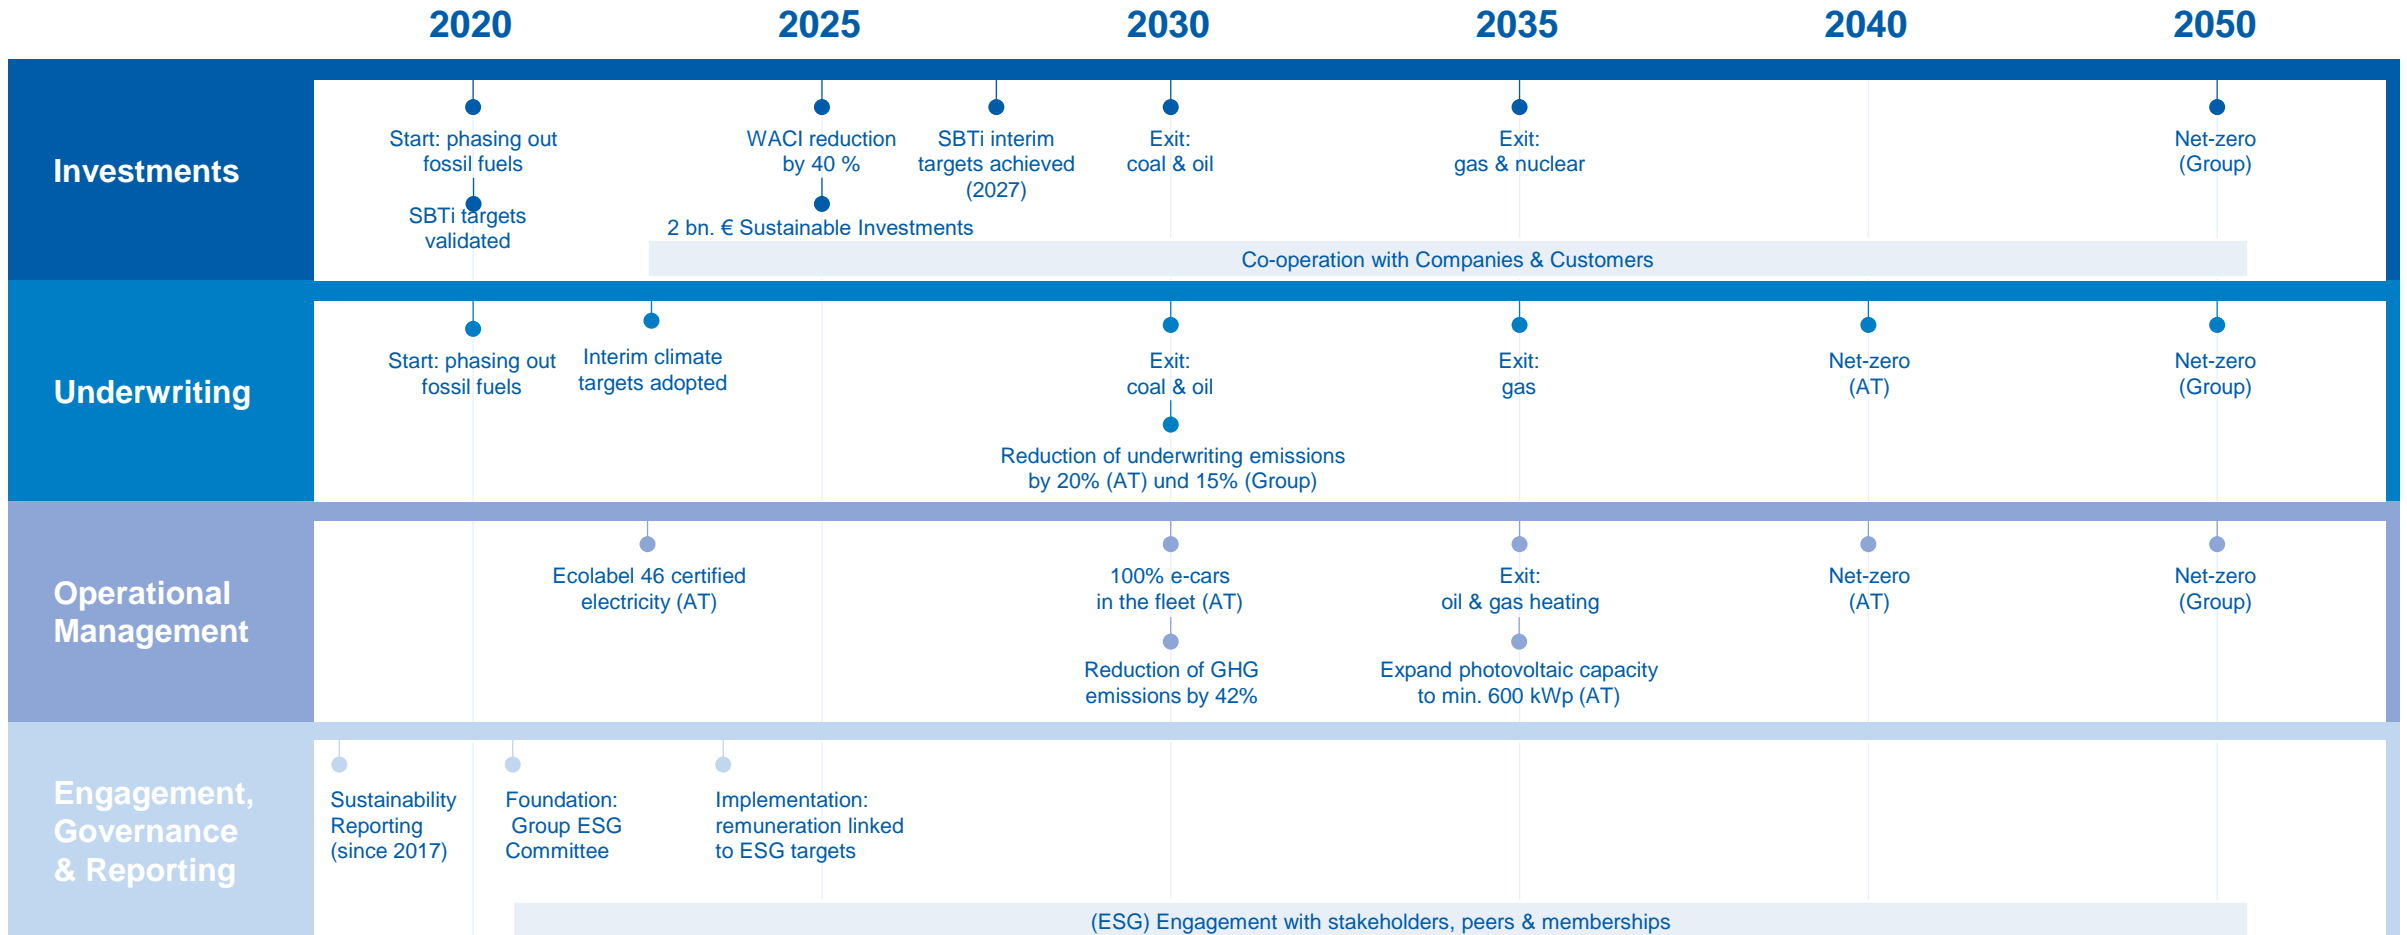 2020 2025 2030 2035 2040 2050
Investments
Start: phasing out
fossil fuels
SBTi targets
validated
WACI reduction
by 40 %
2 bn. € Sustainable Investments
SBTi interim
targets achieved
(2027)
Exit:
coal & oil
Exit:
gas & nuclear
Net-zero
(Group)
Co-operation with Companies & Customers
Underwriting
Start: phasing out
fossil fuels
Interim climate
targets adopted
Exit:
coal & oil
Reduction of underwriting emissions
by 20% (AT) und 15% (Group)
Exit:
gas
Net-zero
(AT)
Net-zero
(Group)
Operational
Management
Ecolabel 46 certified
electricity (AT)
100% e-cars
in the fleet (AT)
Reduction of GHG
emissions by 42%
Exit:
oil & gas heating
Expand photovoltaic capacity
to min. 600 kWp (AT)
Net-zero
(AT)
Net-zero
(Group)
Engagement,
Governance
& Reporting
Sustainability
Reporting
(since 2017)
Foundation:
Group ESG
Committee
Implementation:
remuneration linked
to ESG targets
(ESG) Engagement with stakeholders, peers & memberships